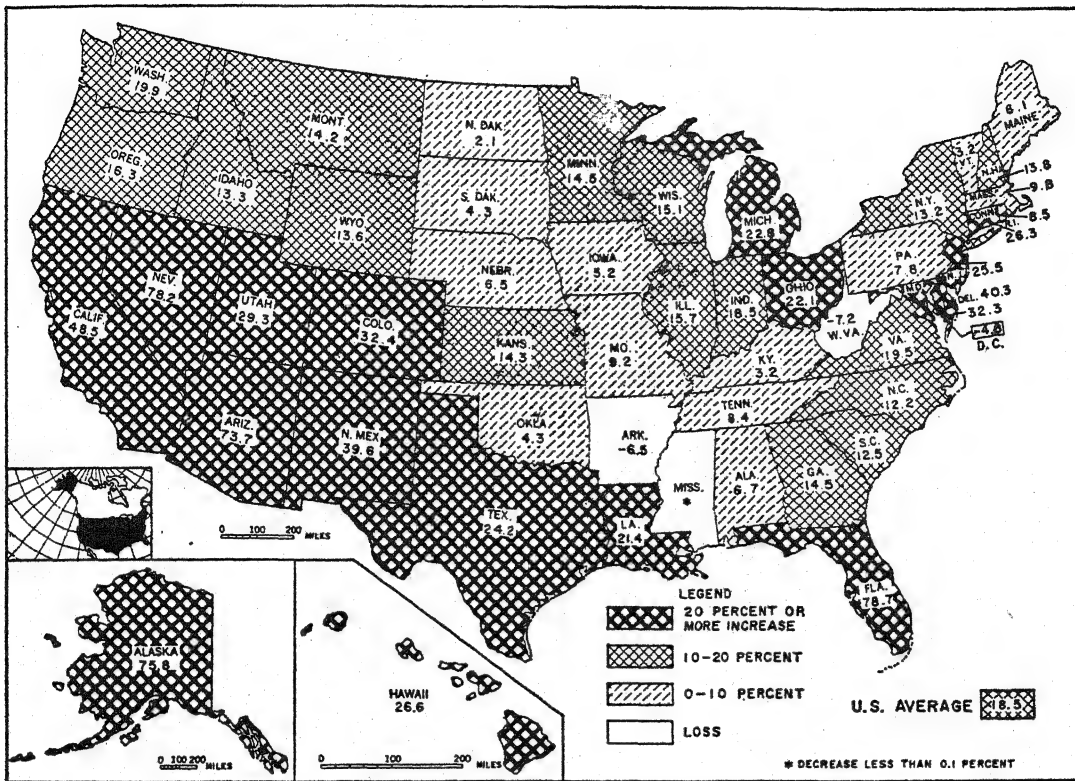 WASH.
19.9
OREG.
16.3
CALIF
48.5
NEV.
78.2
IDAHO
13.3
MONT
14.2
WYO
13.6
UTAH
29.3
COLO.
32.4
ARIZ.
73.7
N. MEX
39.6
N. DAK
2.1
S. DAK.
4.3
NEBR.
6.5
KANS.
14.3
OKLA
4.3
TEX.
24.2
MINN.
14.5
IOWA.
5.2
MO.
9.2
ARK.
-6.5
LA.
21.4
WIS.
15.1
ILL.
15.7
MICH
22.8
IND.
18.5
OHIO
22.1
KY.
3.2
TENN.
8.4
MISS.
*
ALA.
6.7
GA.
14.5
FLA.
78.7
S.C.
12.5
N.C.
12.2
VA.
19.5
-7.2
W. VA.
PA.
7.8
N.Y.
13.2
3.2
VT.
N.H.
13.8
6.1
MAINE
MASS.
9.8
CONN.
R.I.
8.5
26.3
N.J.
25.5
DEL. 40.3
MD.
32.3
-4.8
D. C.
0 100 200 MILES
ALASKA
75.8
0 100 200 MILES
HAWAII
26.6
0 100 200
MILES
LEGEND
20 PERCENT OR
MORE INCREASE
10-20 PERCENT
0-10 PERCENT
LOSS
U.S. AVERAGE 18.5
* DECREASE LESS THAN 0.1 PERCENT